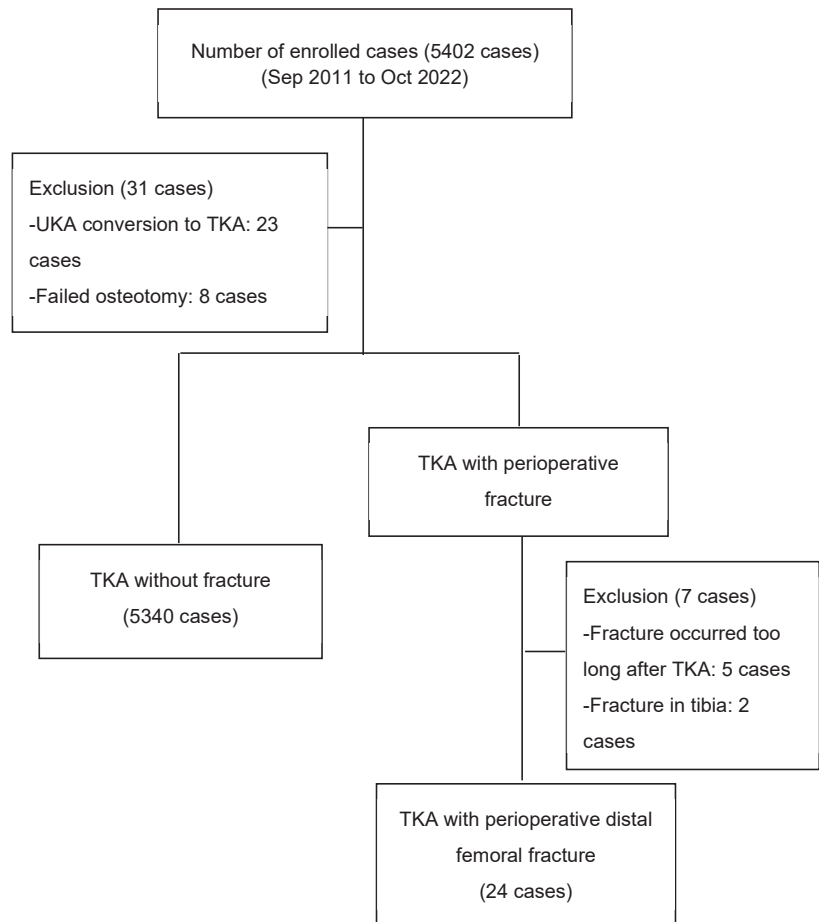 Number of enrolled cases (5402 cases)
(Sep 2011 to Oct 2022)
Exclusion (31 cases)
-UKA conversion to TKA: 23
cases
-Failed osteotomy: 8 cases
TKA with perioperative
fracture
TKA without fracture
(5340 cases)
Exclusion (7 cases)
-Fracture occurred too
long after TKA: 5 cases
-Fracture in tibia: 2
cases
TKA with perioperative distal
femoral fracture
(24 cases)